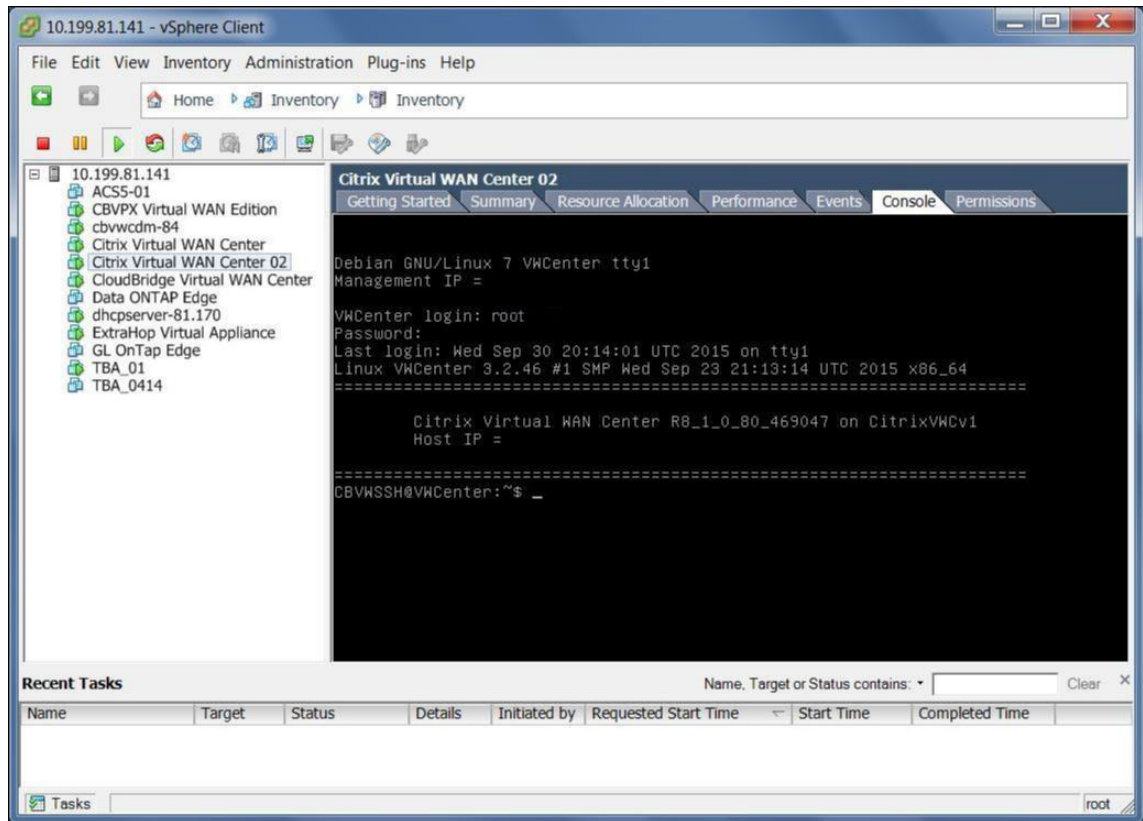 10.199.81.141 - vSphere Client
File Edit View Inventory Administration Plug-ins Help
Home Inventory Inventory
10.199.81.141
ACS5-01
CBVPX Virtual WAN Edition
cbvwcdm-84
Citrix Virtual WAN Center
Citrix Virtual WAN Center 02
CloudBridge Virtual WAN Center
Data ONTAP Edge
dhcpserver-81.170
ExtraHop Virtual Appliance
GL OnTap Edge
TBA_01
TBA_0414
Citrix Virtual WAN Center 02
Getting Started Summary Resource Allocation Performance Events Console Permissions
Debian GNU/Linux 7 VWCenter tty1
Management IP =
VWCenter login: root
Password:
Last login: Wed Sep 30 20:14:01 UTC 2015 on tty1
Linux VWCenter 3.2.46 #1 SMP Wed Sep 23 21:13:14 UTC 2015 x86_64
======================================================================
Citrix Virtual WAN Center R8_1_0_80_469047 on CitrixVWCv1
Host IP =
======================================================================
CBVWSSH@VWCenter:~$ _
Recent Tasks Name, Target or Status contains: Clear
Name Target Status Details Initiated by Requested Start Time Start Time Completed Time
Tasks root